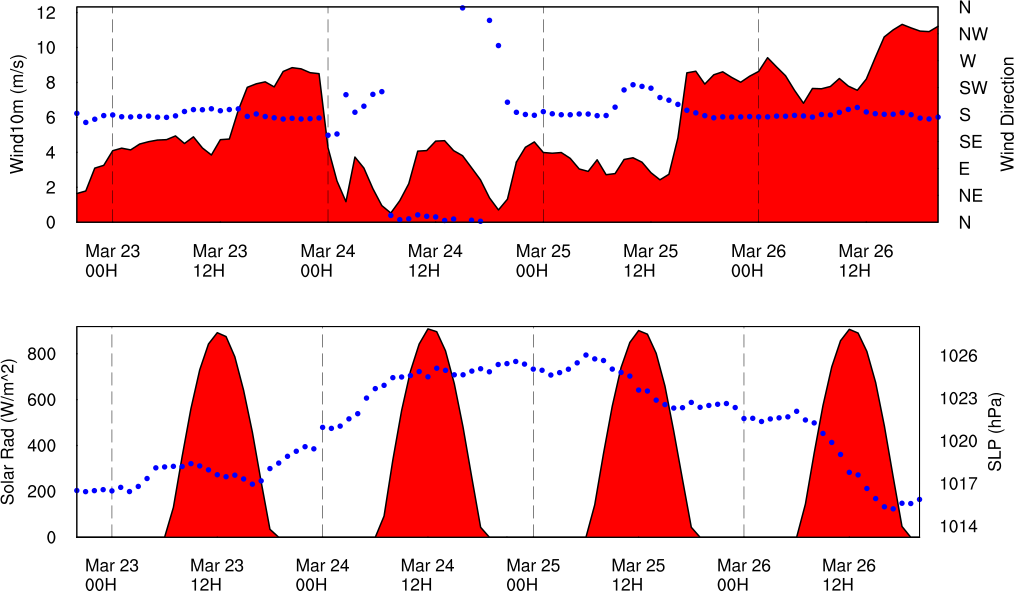 Wind10m (m/s)
12
10
8
6
4
2
0
N
NW
W
SW
S
SE
E
NE
N
Wind Direction
Mar 23 Mar 23 Mar 24 Mar 24 Mar 25 Mar 25 Mar 26 Mar 26
00H 12H 00H 12H 00H 12H 00H 12H
Solar Rad (W/m^2)
800
600
400
200
0
1026
1023
1020
1017
1014
SLP (hPa)
Mar 23 Mar 23 Mar 24 Mar 24 Mar 25 Mar 25 Mar 26 Mar 26
00H 12H 00H 12H 00H 12H 00H 12H